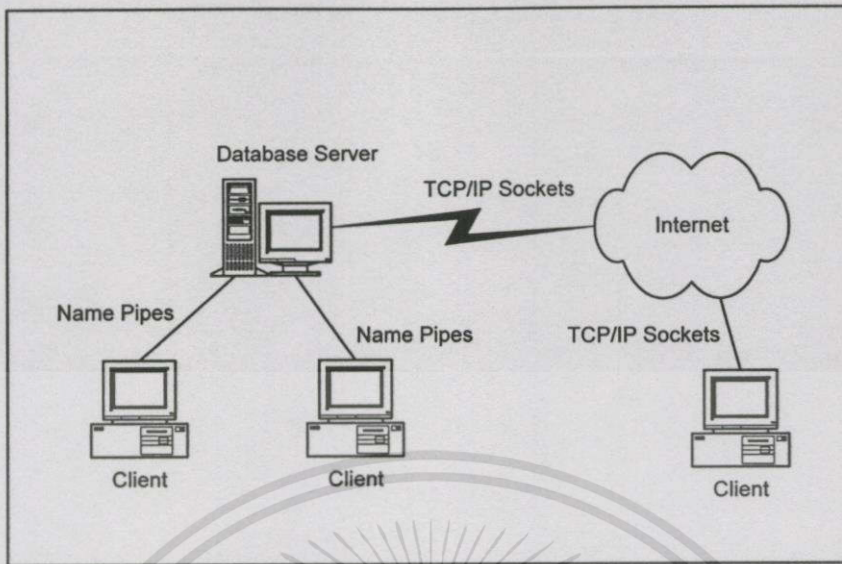 Database Server
TCP/IP Sockets
Internet
Name Pipes
Name Pipes
TCP/IP Sockets
Client
Client
Client